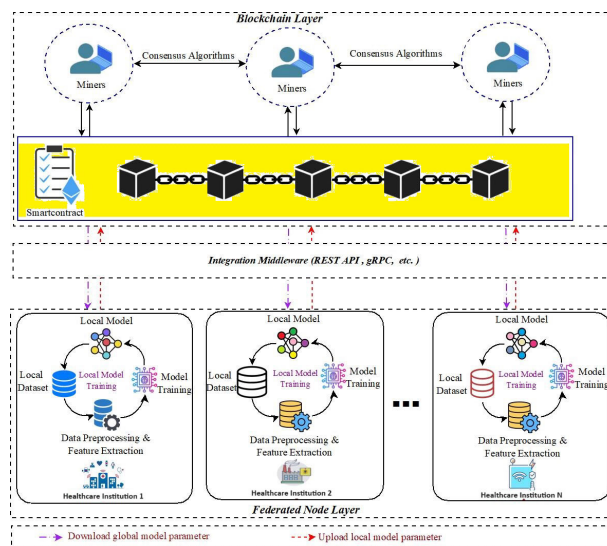 Blockchain Layer
Consensus Algorithms
Consensus Algorithms
Miners
Miners
Miners
Smartcontract
Integration Middleware (REST API , gRPC, etc. )
Local Model
Local
Dataset
Local Model
Training
Model
Training
Data Preprocessing &
Feature Extraction
Healthcare Institution 1
Local Model
Local
Dataset
Local Model
Training
Model
Training
Data Preprocessing &
Feature Extraction
Healthcare Institution 2
Local Model
Local
Dataset
Local Model
Training
Model
Training
Data Preprocessing &
Feature Extraction
Healthcare Institution N
Federated Node Layer
Download global model parameter
Upload local model parameter